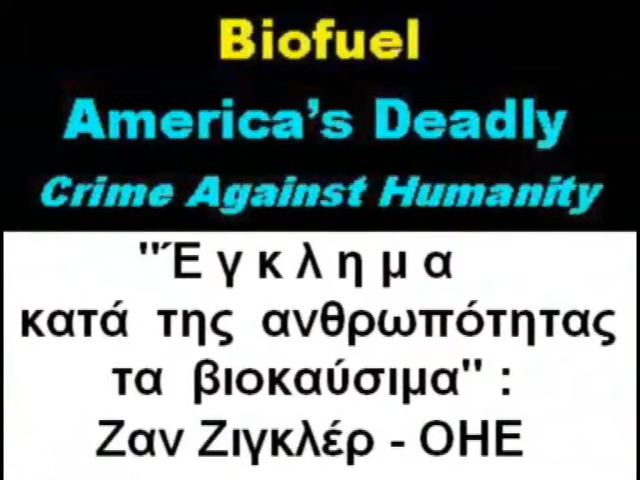 Biofuel
America's Deadly
Crime Against Humanity
"Έ γ κ λ η μ α
κατά της ανθρωπότητας
τα βιοκαύσιμα" :
Ζαν Ζιγκλέρ - ΟΗΕ